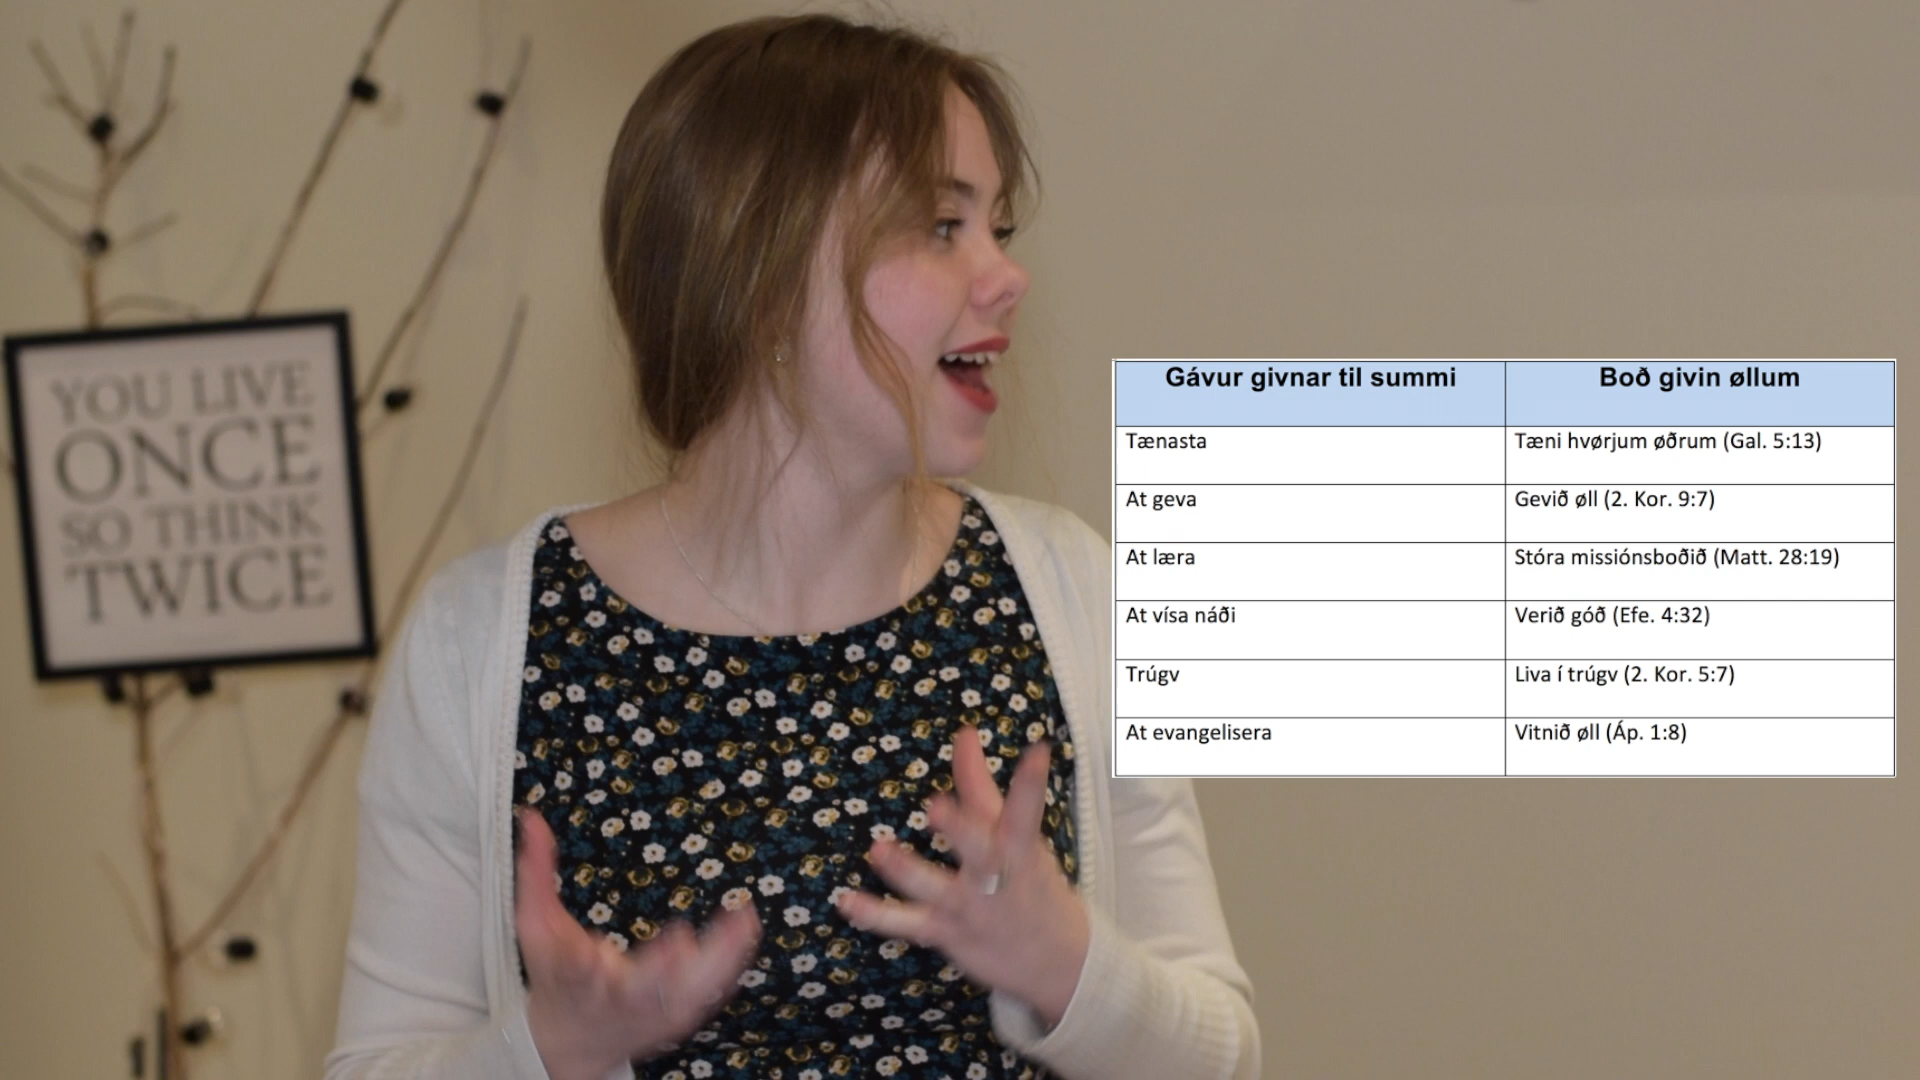 YOU LIVE
ONCE
SO THINK
TWICE
Gávur givnar til summi
Boð givin øllum
Tænasta
Tæni hvørjum øðrum (Gal. 5:13)
At geva
Gevið øll (2. Kor. 9:7)
At læra
Stóra missiónsboðið (Matt. 28:19)
At vísa náði
Verið góð (Efe. 4:32)
Trúgv
Liva í trúgv (2. Kor. 5:7)
At evangelisera
Vitnið øll (Áp. 1:8)